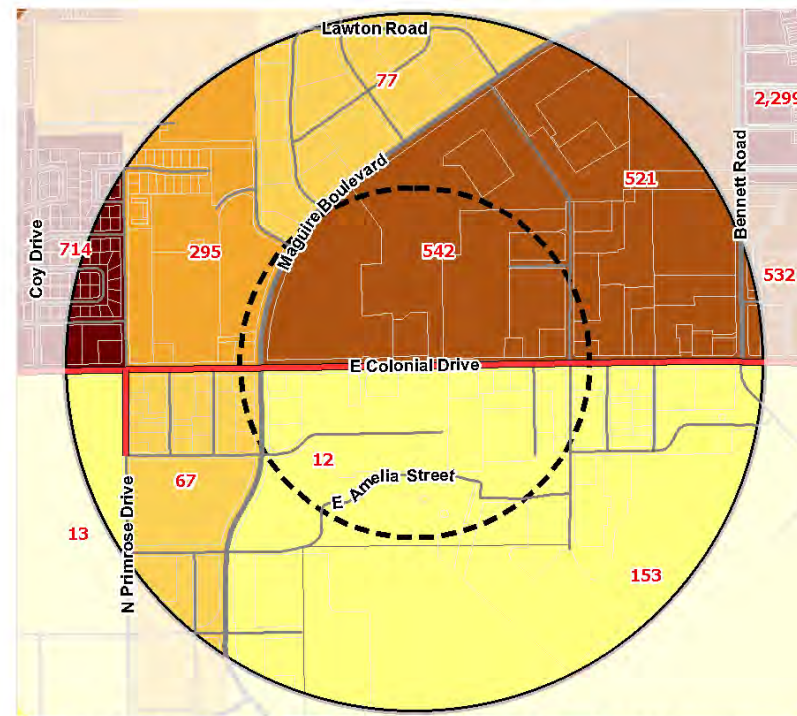 Lawton Road
77
2,299
Maguire Boulevard
521
Bennett Road
714
Coy Drive
295
542
532
E Colonial Drive
12
67
E Amelia Street
13
N Primrose Drive
153